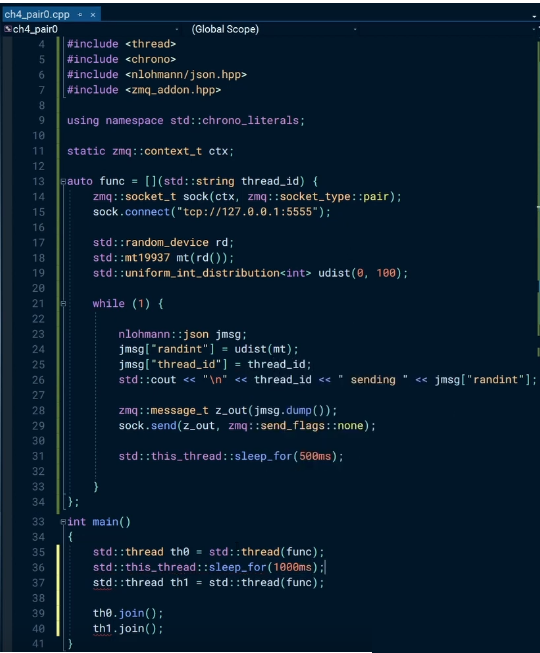 ch4_pair0.cpp
ch4_pair0 (Global Scope)
4 #include <thread>
5 #include <chrono>
6 #include <nlohmann/json.hpp>
7 #include <zmq_addon.hpp>
8
9 using namespace std::chrono_literals;
10
11 static zmq::context_t ctx;
12
13 auto func = [](std::string thread_id) {
14 zmq::socket_t sock(ctx, zmq::socket_type::pair);
15 sock.connect("tcp://127.0.0.1:5555");
16
17 std::random_device rd;
18 std::mt19937 mt(rd());
19 std::uniform_int_distribution<int> udist(0, 100);
20
21 while (1) {
22
23 nlohmann::json jmsg;
24 jmsg["randint"] = udist(mt);
25 jmsg["thread_id"] = thread_id;
26 std::cout << "\n" << thread_id << " sending " << jmsg["randint"];
27
28 zmq::message_t z_out(jmsg.dump());
29 sock.send(z_out, zmq::send_flags::none);
30
31 std::this_thread::sleep_for(500ms);
32
33 }
34 };
33 int main()
34 {
35 std::thread th0 = std::thread(func);
36 std::this_thread::sleep_for(1000ms);
37 std::thread th1 = std::thread(func);
38
39 th0.join();
40 th1.join();
41 }